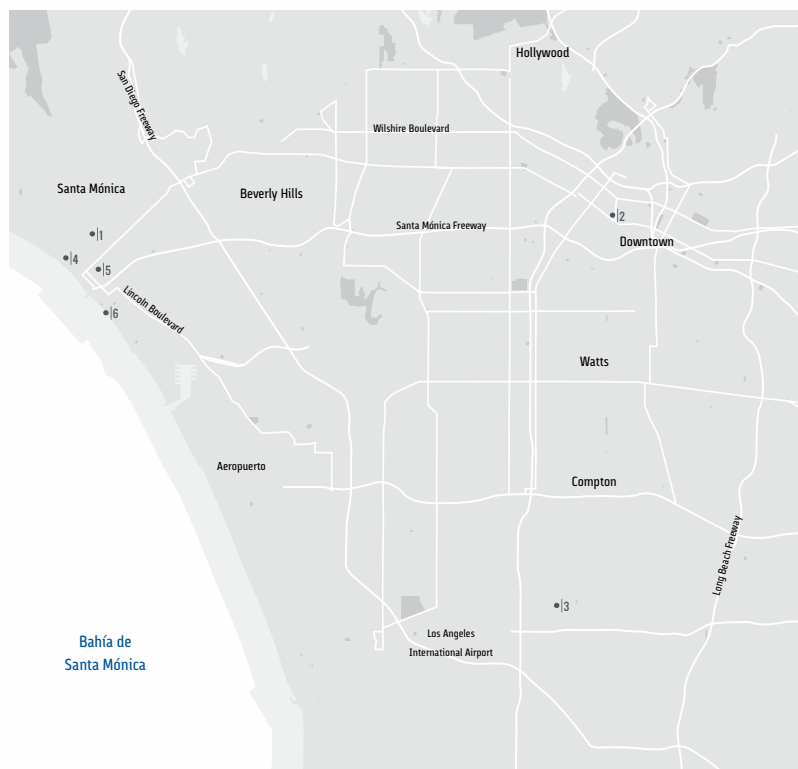 Hollywood
San Diego Freeway
Wilshire Boulevard
Santa Mónica
Beverly Hills
|2
Santa Mónica Freeway
|1
Downtown
|4
|5
Lincoln Boulevard
|6
Watts
Aeropuerto
Compton
Long Beach Freeway
|3
Los Angeles
International Airport
Bahía de
Santa Mónica